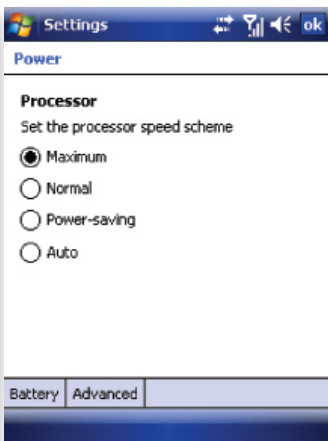 Settings ok
Power
Processor
Set the processor speed scheme
Maximum
Normal
Power-saving
Auto
Battery Advanced